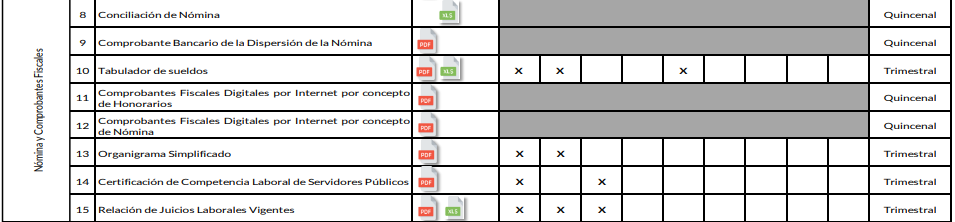 Nómina y Comprobantes Fiscales
8 Conciliación de Nómina XLS Quincenal
9 Comprobante Bancario de la Dispersión de la Nómina PDF Quincenal
10 Tabulador de sueldos PDF XLS x x x Trimestral
11 Comprobantes Fiscales Digitales por Internet por concepto
de Honorarios PDF Quincenal
12 Comprobantes Fiscales Digitales por Internet por concepto
de Nómina PDF Quincenal
13 Organigrama Simplificado PDF x x Trimestral
14 Certificación de Competencia Laboral de Servidores Públicos PDF x x Trimestral
15 Relación de Juicios Laborales Vigentes PDF XLS x x x Trimestral